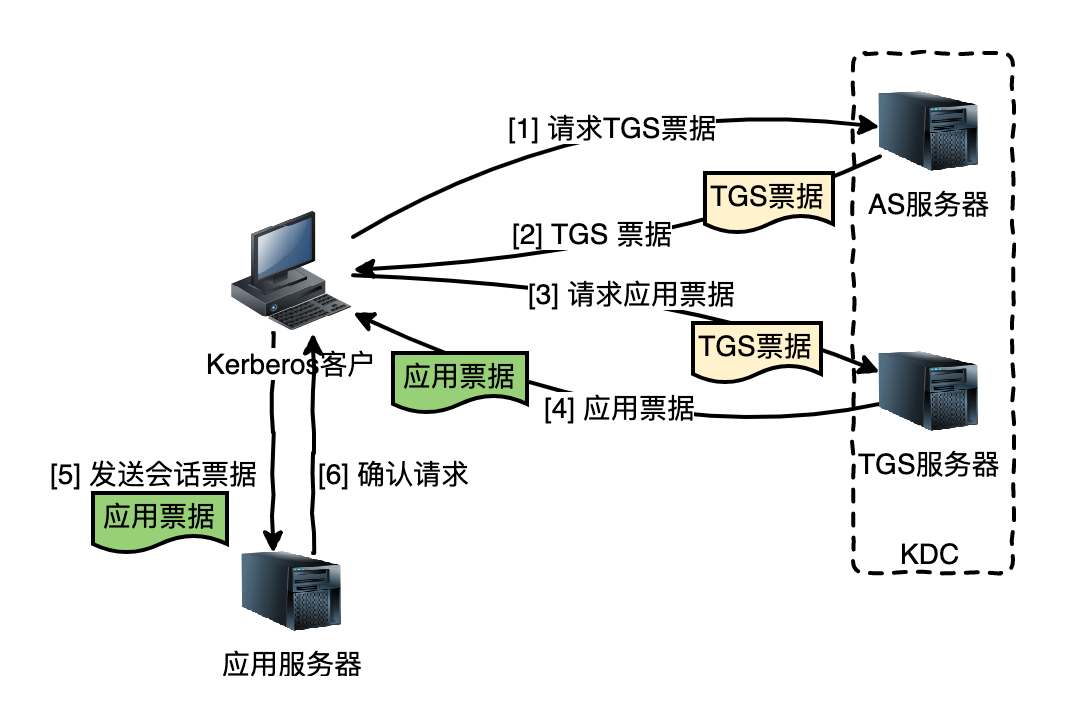 [1] 请求TGS票据
TGS票据
AS服务器
[2] TGS 票据
[3] 请求应用票据
TGS票据
Kerberos客户
应用票据
[4] 应用票据
TGS服务器
[5] 发送会话票据
[6] 确认请求
应用票据
KDC
应用服务器